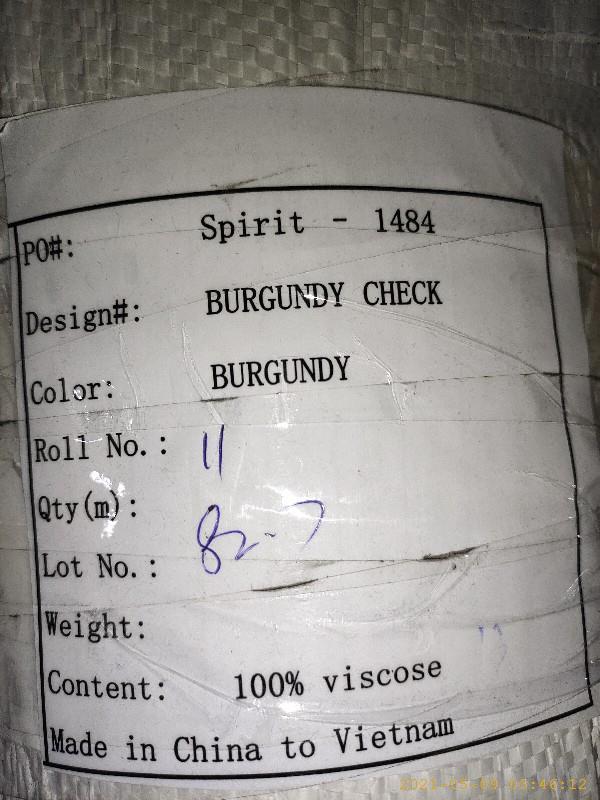 PO#: Spirit - 1484
Design#: BURGUNDY CHECK
Color: BURGUNDY
Roll No.: 11
Qty(m): 82-7
Lot No.:
Weight:
Content: 100% viscose
Made in China to Vietnam